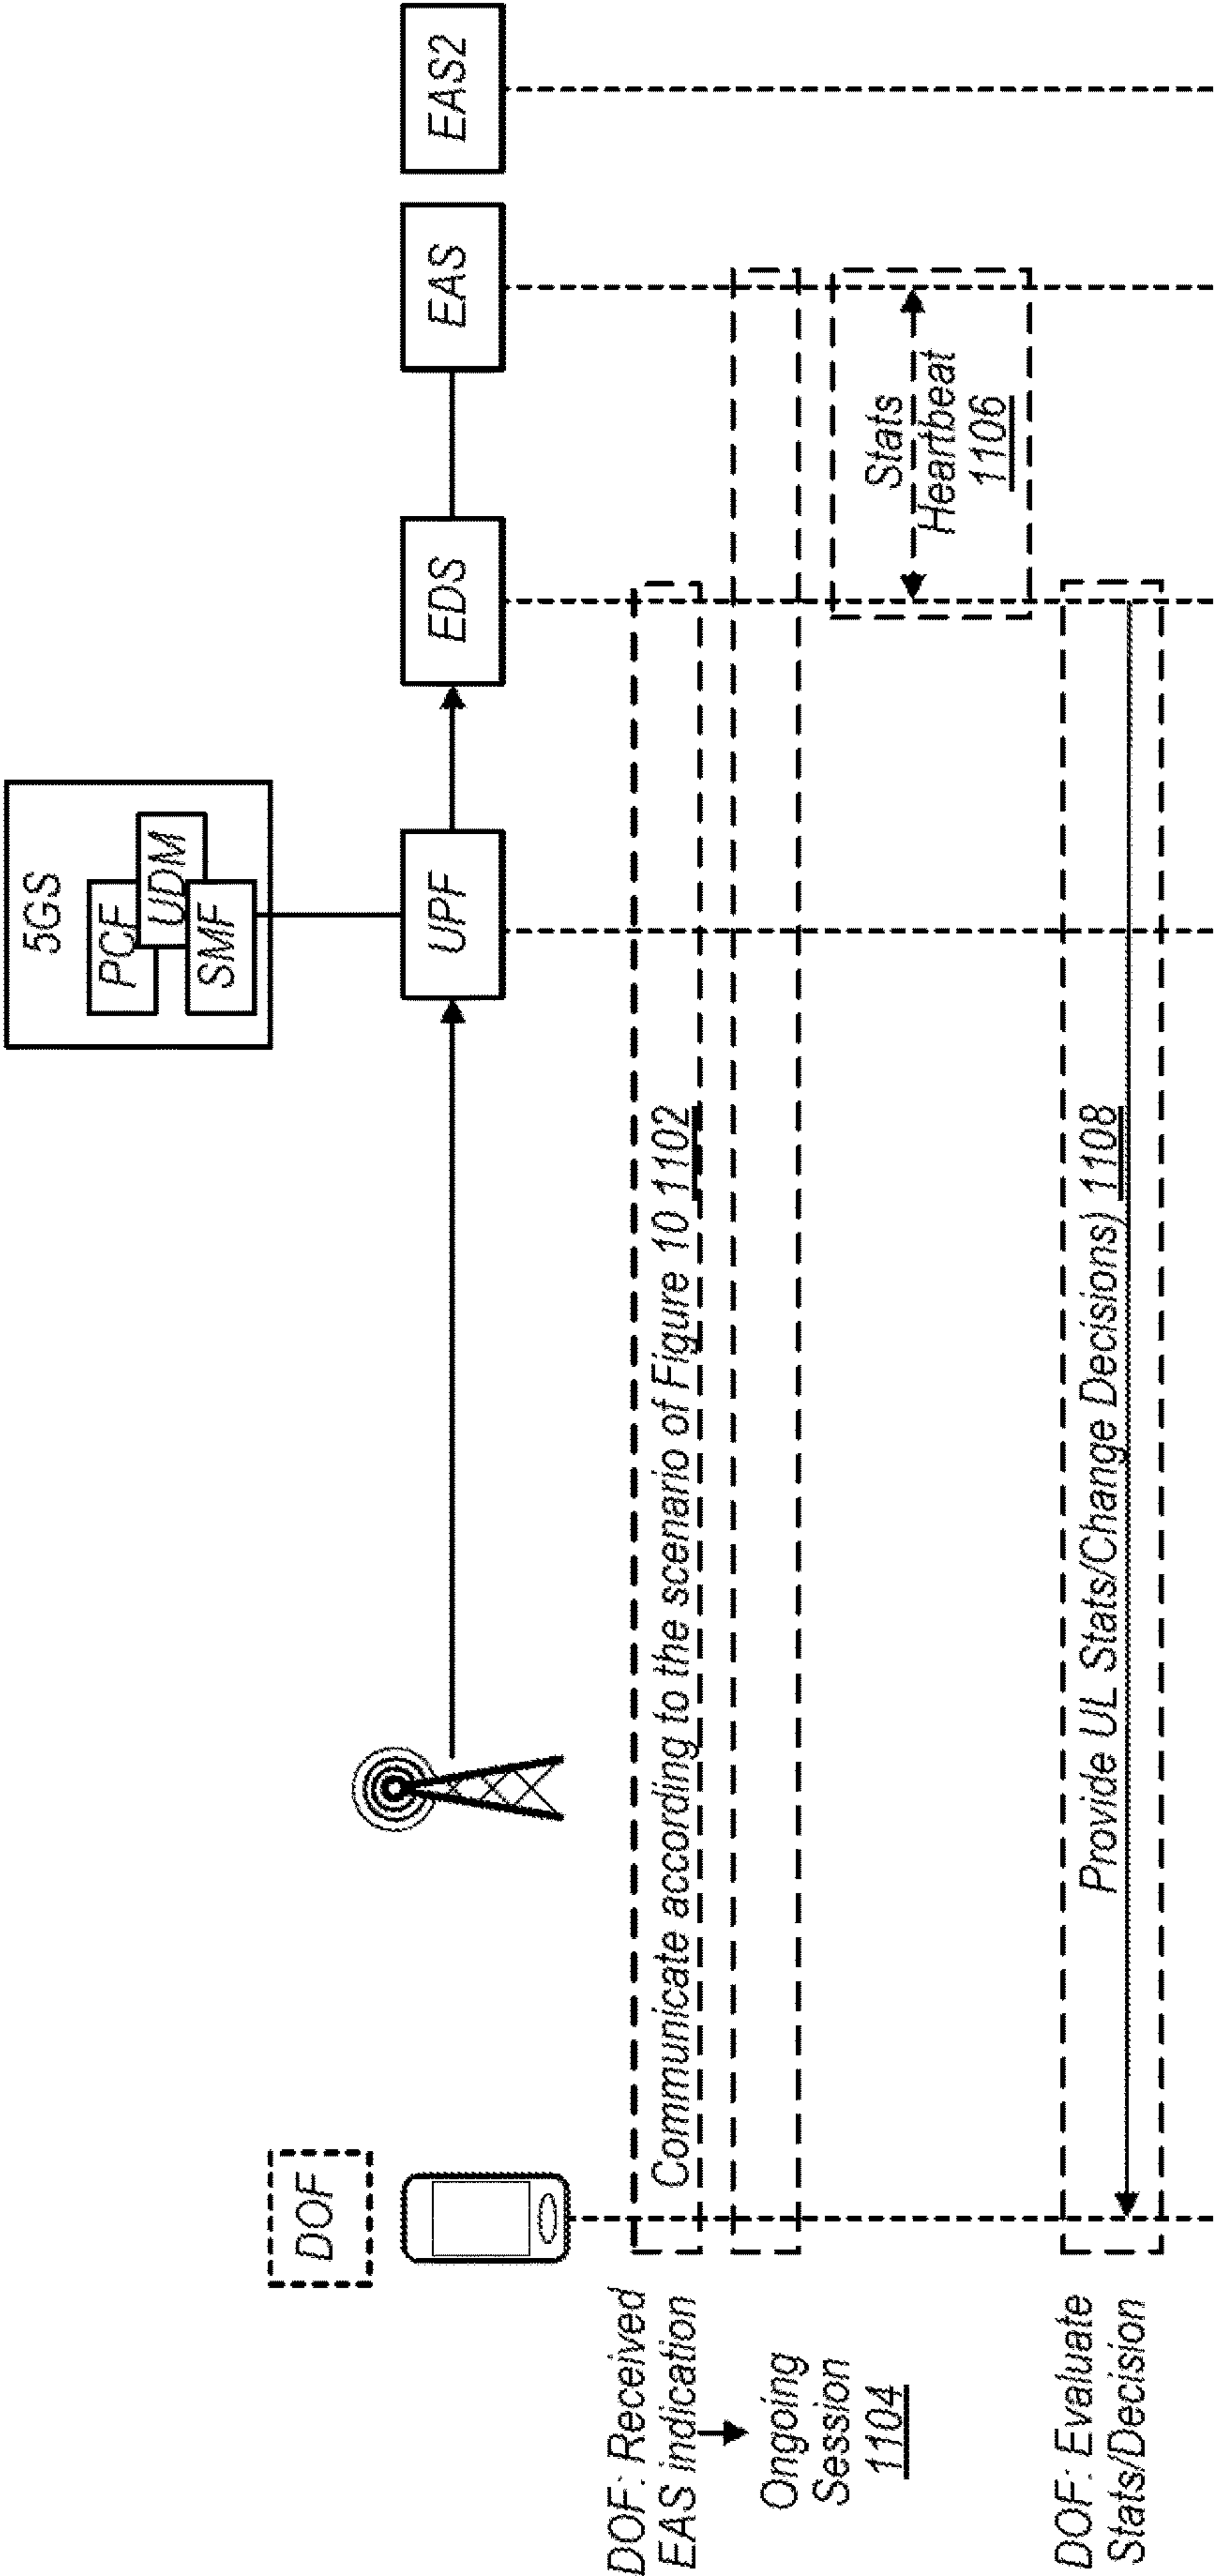 DOF
5GS
PCF
UDM
SMF
UPF
EDS
EAS
EAS2
DOF: Received
EAS indication
Communicate according to the scenario of Figure 10 1102
Ongoing
Session
1104
Stats
Heartbeat
1106
DOF: Evaluate
Stats/Decision
Provide UL Stats/Change Decisions) 1108